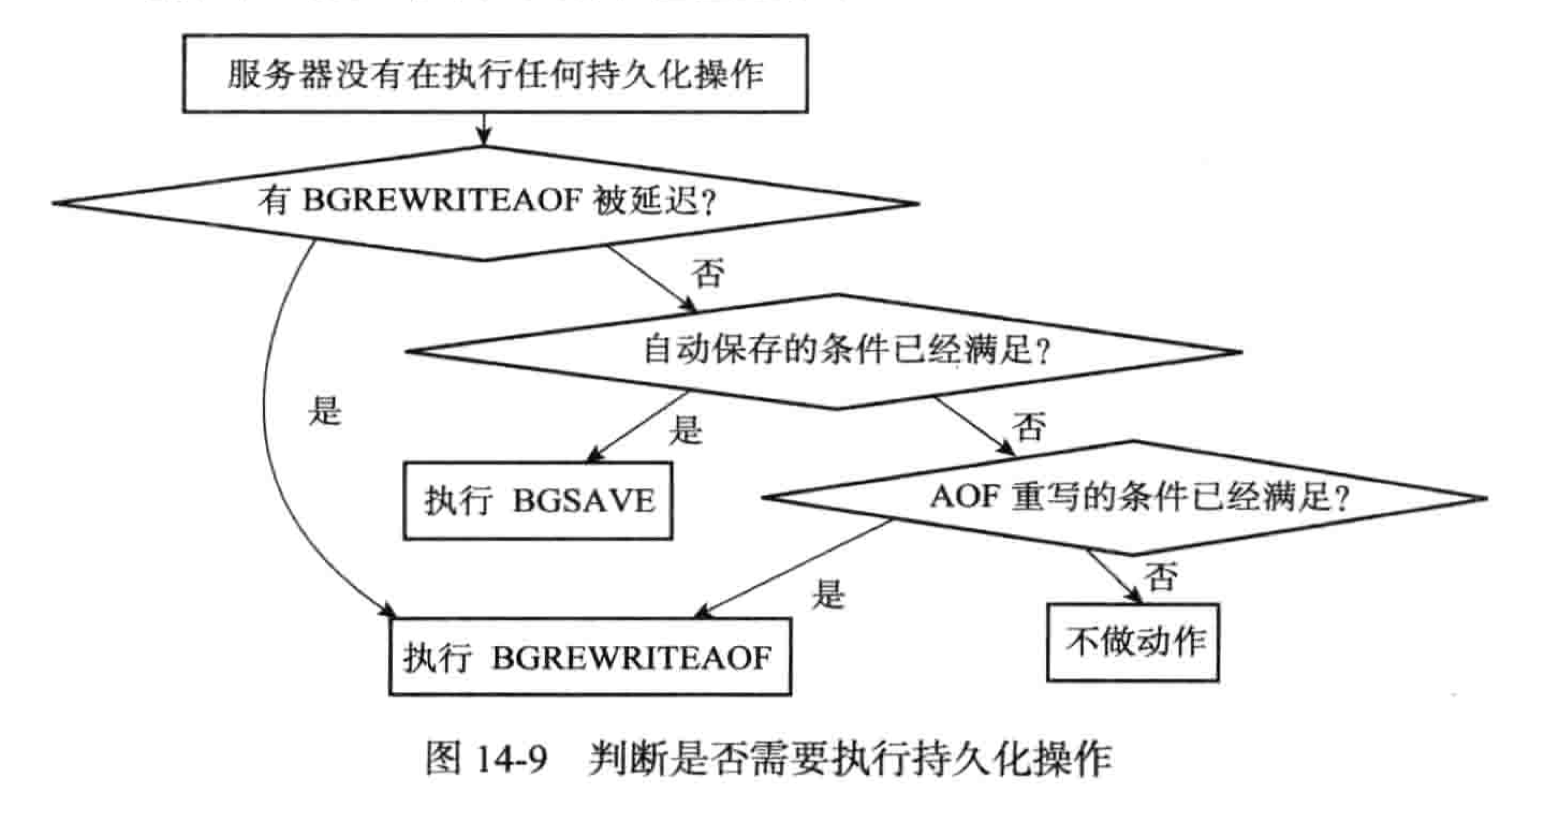 服务器没有在执行任何持久化操作
有 BGREWRITEAOF 被延迟?
否
自动保存的条件已经满足?
是
是
否
执行 BGSAVE
AOF 重写的条件已经满足?
是
否
执行 BGREWRITEAOF
不做动作
图 14-9 判断是否需要执行持久化操作